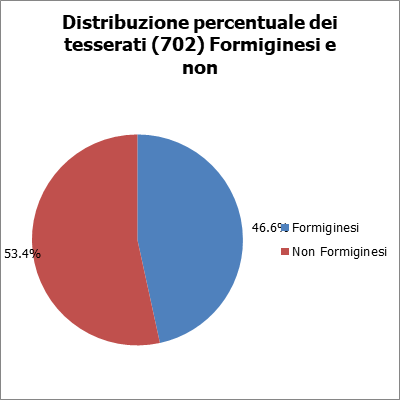 Distribuzione percentuale dei
tesserati (702) Formiginesi e
non
46.6%
Formiginesi
Non Formiginesi
53.4%